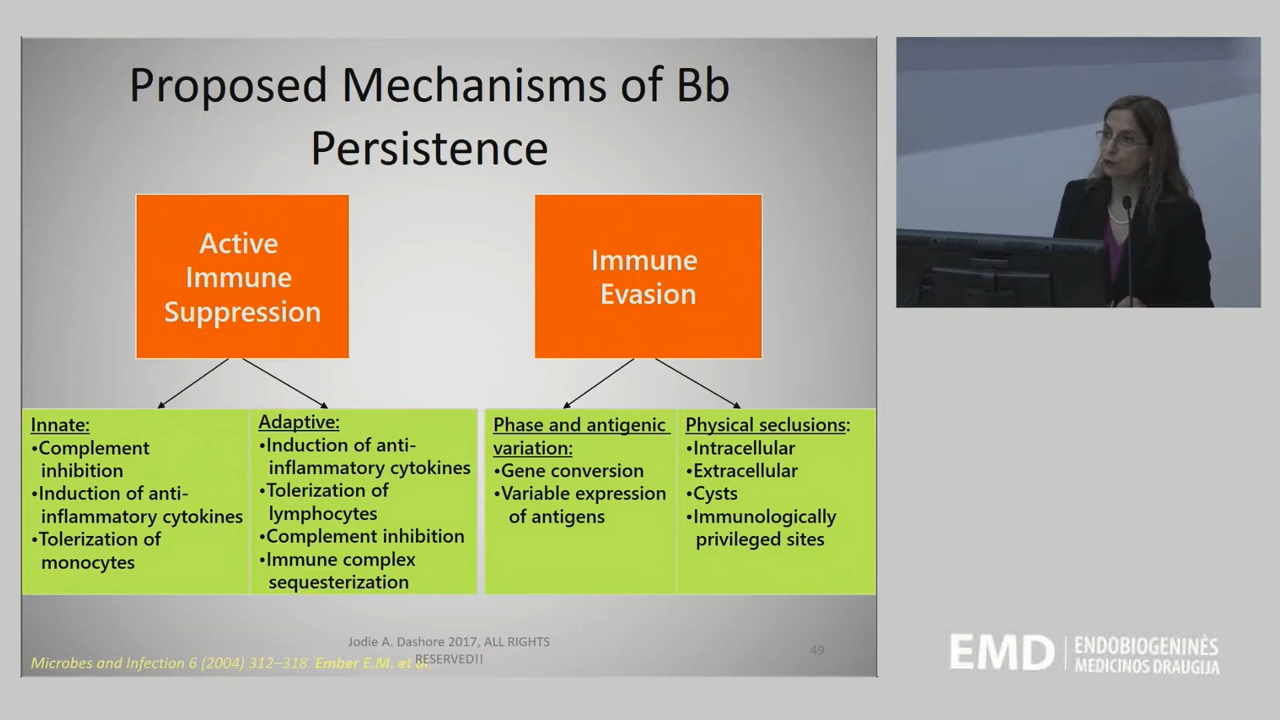 Proposed Mechanisms of Bb
Persistence
Active
Immune
Suppression
Immune
Evasion
Innate:
•Complement
inhibition
•Induction of anti-
inflammatory cytokines
•Tolerization of
monocytes
Adaptive:
•Induction of anti-
inflammatory cytokines
•Tolerization of
lymphocytes
•Complement inhibition
•Immune complex
sequesterization
Phase and antigenic
variation:
•Gene conversion
•Variable expression
of antigens
Physical seclusions:
•Intracellular
•Extracellular
•Cysts
•Immunologically
privileged sites
Jodie A. Dashore 2017, ALL RIGHTS
RESERVED!!
49
Microbes and Infection 6 (2004) 312–318 Ember E.M. et
EMD
ENDOBIOGENINĖS
MEDICINOS DRAUGIJA